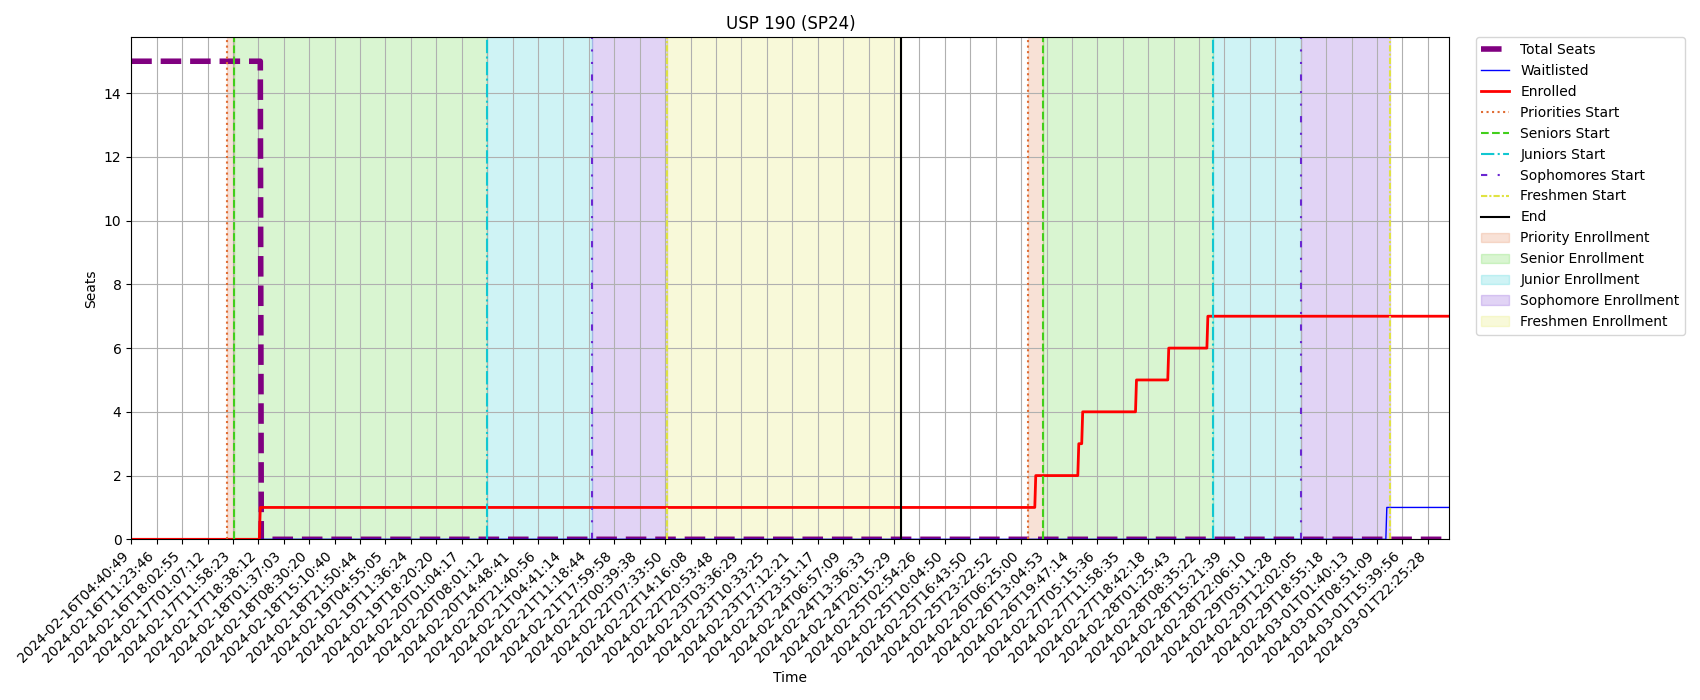 USP 190 (SP24)
Seats
14
12
10
8
6
4
2
0
2024-02-16T04:40:49
2024-02-16T11:23:46
2024-02-16T18:02:55
2024-02-17T01:07:12
2024-02-17T11:58:23
2024-02-17T18:38:12
2024-02-18T01:37:03
2024-02-18T08:30:20
2024-02-18T15:10:40
2024-02-18T21:50:44
2024-02-19T04:55:05
2024-02-19T11:36:24
2024-02-19T18:20:20
2024-02-20T01:04:17
2024-02-20T08:01:12
2024-02-20T14:48:41
2024-02-20T21:40:56
2024-02-21T04:41:14
2024-02-21T11:18:44
2024-02-21T17:59:58
2024-02-22T00:39:38
2024-02-22T07:33:50
2024-02-22T14:16:08
2024-02-22T20:53:48
2024-02-23T03:36:29
2024-02-23T10:33:25
2024-02-23T17:12:21
2024-02-23T23:51:17
2024-02-24T06:57:09
2024-02-24T13:36:33
2024-02-24T20:15:29
2024-02-25T02:54:26
2024-02-25T10:04:50
2024-02-25T16:43:50
2024-02-25T23:22:52
2024-02-26T06:25:00
2024-02-26T13:04:53
2024-02-26T19:47:14
2024-02-27T05:15:36
2024-02-27T11:58:35
2024-02-27T18:42:18
2024-02-28T01:25:43
2024-02-28T08:35:22
2024-02-28T15:21:39
2024-02-28T22:06:10
2024-02-29T05:11:28
2024-02-29T12:02:05
2024-02-29T18:55:18
2024-03-01T01:40:13
2024-03-01T08:51:09
2024-03-01T15:39:56
2024-03-01T22:25:28
Time
Total Seats
Waitlisted
Enrolled
Priorities Start
Seniors Start
Juniors Start
Sophomores Start
Freshmen Start
End
Priority Enrollment
Senior Enrollment
Junior Enrollment
Sophomore Enrollment
Freshmen Enrollment